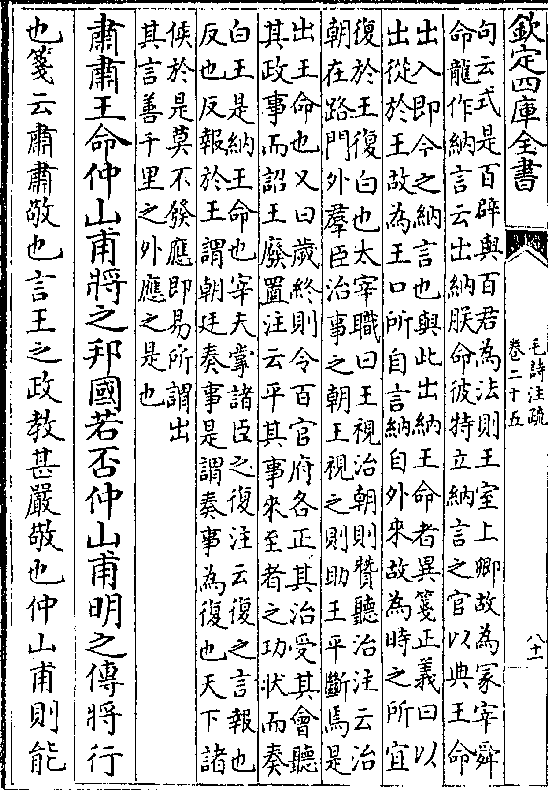 欽定四庫全書
毛詩注疏
卷二十五
八十一
句云式是百辟與百君為法則王室上卿故為冢宰舜
命龍作納言云出納朕命彼特立納言之官以典王命
出入即今之納言也與此出納王命者異箋正義曰以
出從於王故為王口所自言納自外來故為時之所宜
復於王復白也太宰職曰王視治朝則贊聽治注云治
朝在路門外羣臣治事之朝王視之則助王平斷焉是
出王命也又曰歲終則令百官府各正其治受其會聽
其政事而詔王廢置注云平其事來至者之功狀而奏
白王是納王命也宰夫掌諸臣之復注云復之言報也
反也反報於王謂朝廷奏事是謂奏事為復也天下諸
侯於是莫不發應即易所謂出
其言善千里之外應之是也
肅肅王命仲山甫將之邦國若否仲山甫明之傳將行
也箋云肅肅敬也言王之政教甚嚴敬也仲山甫則能